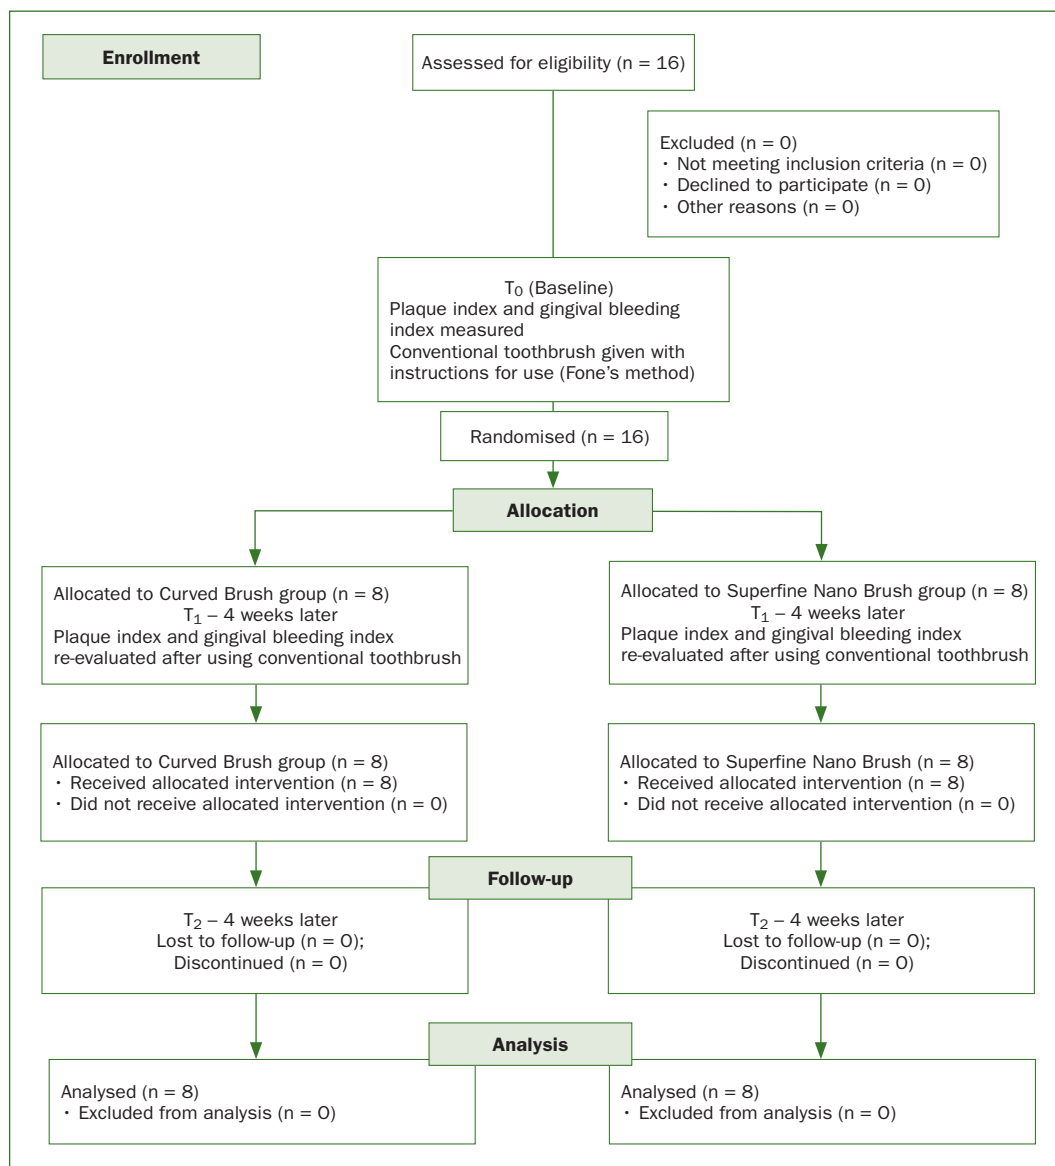 Enrollment
Assessed for eligibility (n = 16)
Excluded (n = 0)
· Not meeting inclusion criteria (n = 0)
· Declined to participate (n = 0)
· Other reasons (n = 0)
T₀ (Baseline)
Plaque index and gingival bleeding
index measured
Conventional toothbrush given with
instructions for use (Fone's method)
Randomised (n = 16)
Allocation
Allocated to Curved Brush group (n = 8)
T₁ – 4 weeks later
Plaque index and gingival bleeding index
re-evaluated after using conventional toothbrush
Allocated to Superfine Nano Brush group (n = 8)
T₁ – 4 weeks later
Plaque index and gingival bleeding index
re-evaluated after using conventional toothbrush
Allocated to Curved Brush group (n = 8)
· Received allocated intervention (n = 8)
· Did not receive allocated intervention (n = 0)
Allocated to Superfine Nano Brush (n = 8)
· Received allocated intervention (n = 8)
· Did not receive allocated intervention (n = 0)
Follow-up
T₂ – 4 weeks later
Lost to follow-up (n = 0);
Discontinued (n = 0)
T₂ – 4 weeks later
Lost to follow-up (n = 0);
Discontinued (n = 0)
Analysis
Analysed (n = 8)
· Excluded from analysis (n = 0)
Analysed (n = 8)
· Excluded from analysis (n = 0)